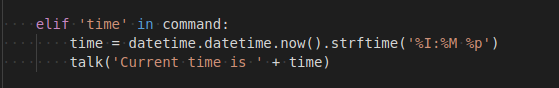 elif 'time' in command:
    time = datetime.datetime.now().strftime('%I:%M %p')
    talk('Current time is ' + time)